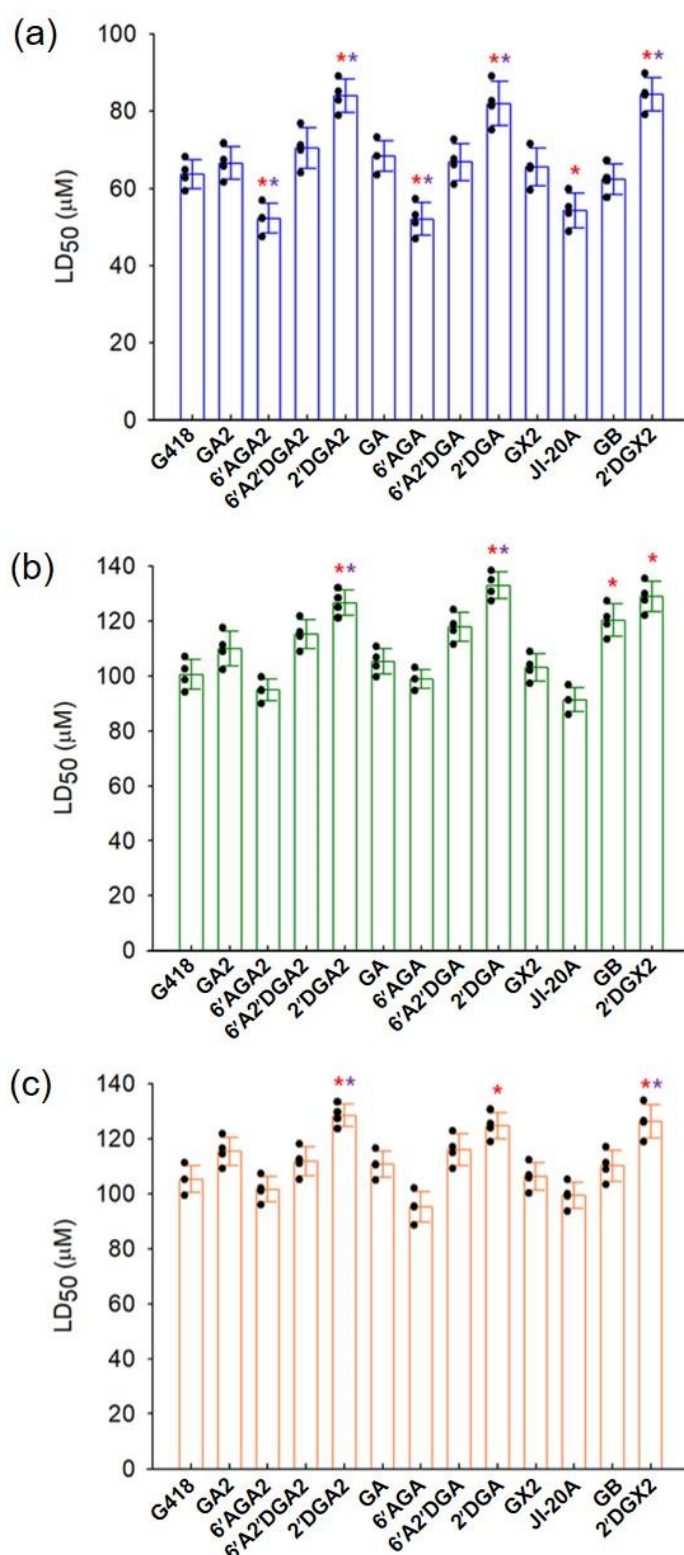 (a)
* *
* *
* *
* *
*
* *
LD50 (μM)
100
80
60
40
20
0
G418
GA2
6′AGA2
6′A2′DGA2
2′DGA2
GA
6′AGA
6′A2′DGA
2′DGA
GX2
JI-20A
GB
2′DGX2
(b)
* *
* *
*
*
LD50 (μM)
140
120
100
80
60
40
20
0
G418
GA2
6′AGA2
6′A2′DGA2
2′DGA2
GA
6′AGA
6′A2′DGA
2′DGA
GX2
JI-20A
GB
2′DGX2
(c)
* *
*
* *
LD50 (μM)
140
120
100
80
60
40
20
0
G418
GA2
6′AGA2
6′A2′DGA2
2′DGA2
GA
6′AGA
6′A2′DGA
2′DGA
GX2
JI-20A
GB
2′DGX2